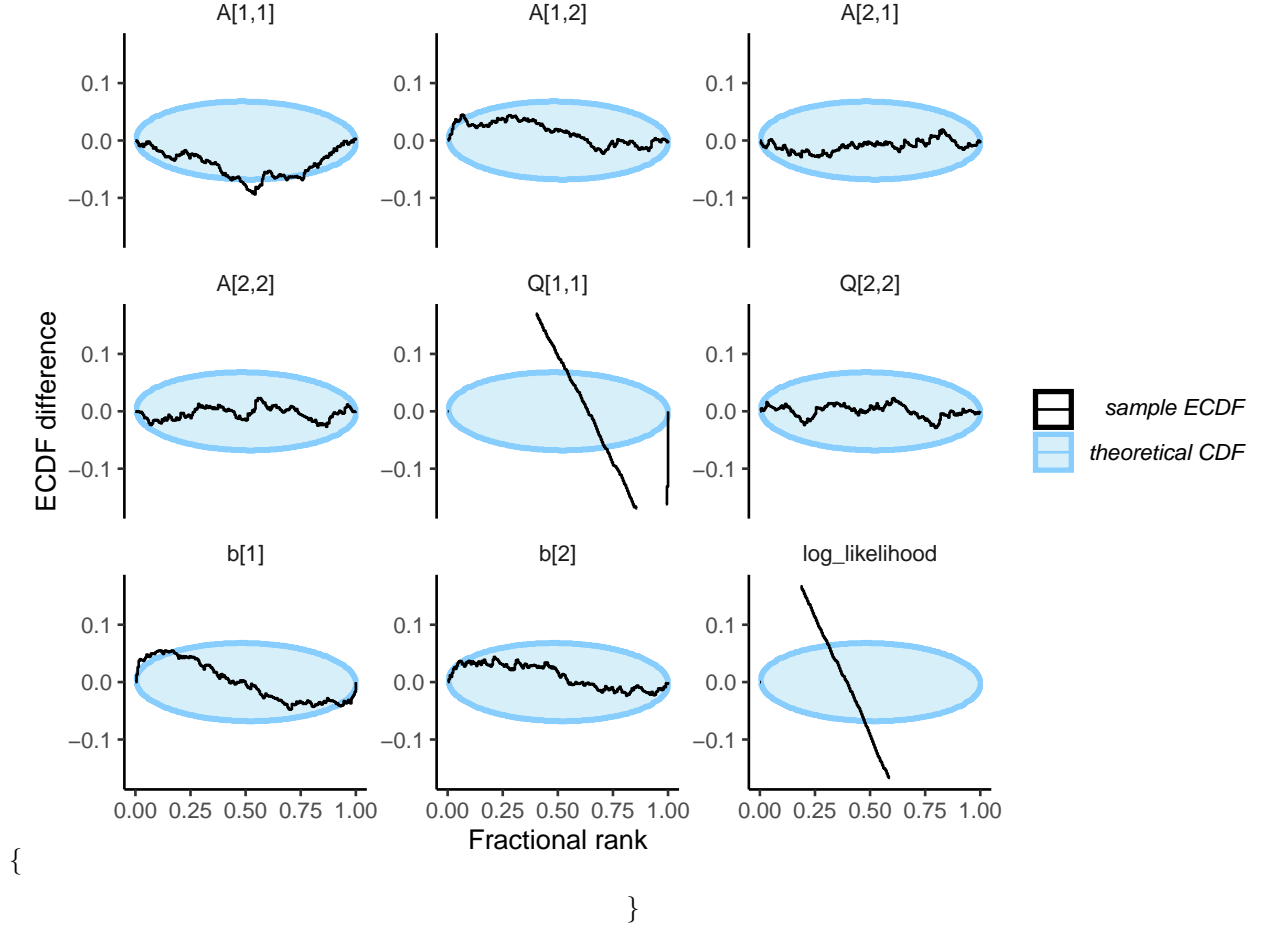 A[1,1] A[1,2] A[2,1]
0.1 0.1 0.1
0.0 0.0 0.0
−0.1 −0.1 −0.1
A[2,2] Q[1,1] Q[2,2]
0.1 0.1 0.1
0.0 0.0 0.0
−0.1 −0.1 −0.1
ECDF difference
sample ECDF
theoretical CDF
b[1] b[2] log_likelihood
0.1 0.1 0.1
0.0 0.0 0.0
−0.1 −0.1 −0.1
0.00 0.25 0.50 0.75 1.00 0.00 0.25 0.50 0.75 1.00 0.00 0.25 0.50 0.75 1.00
Fractional rank
{
}